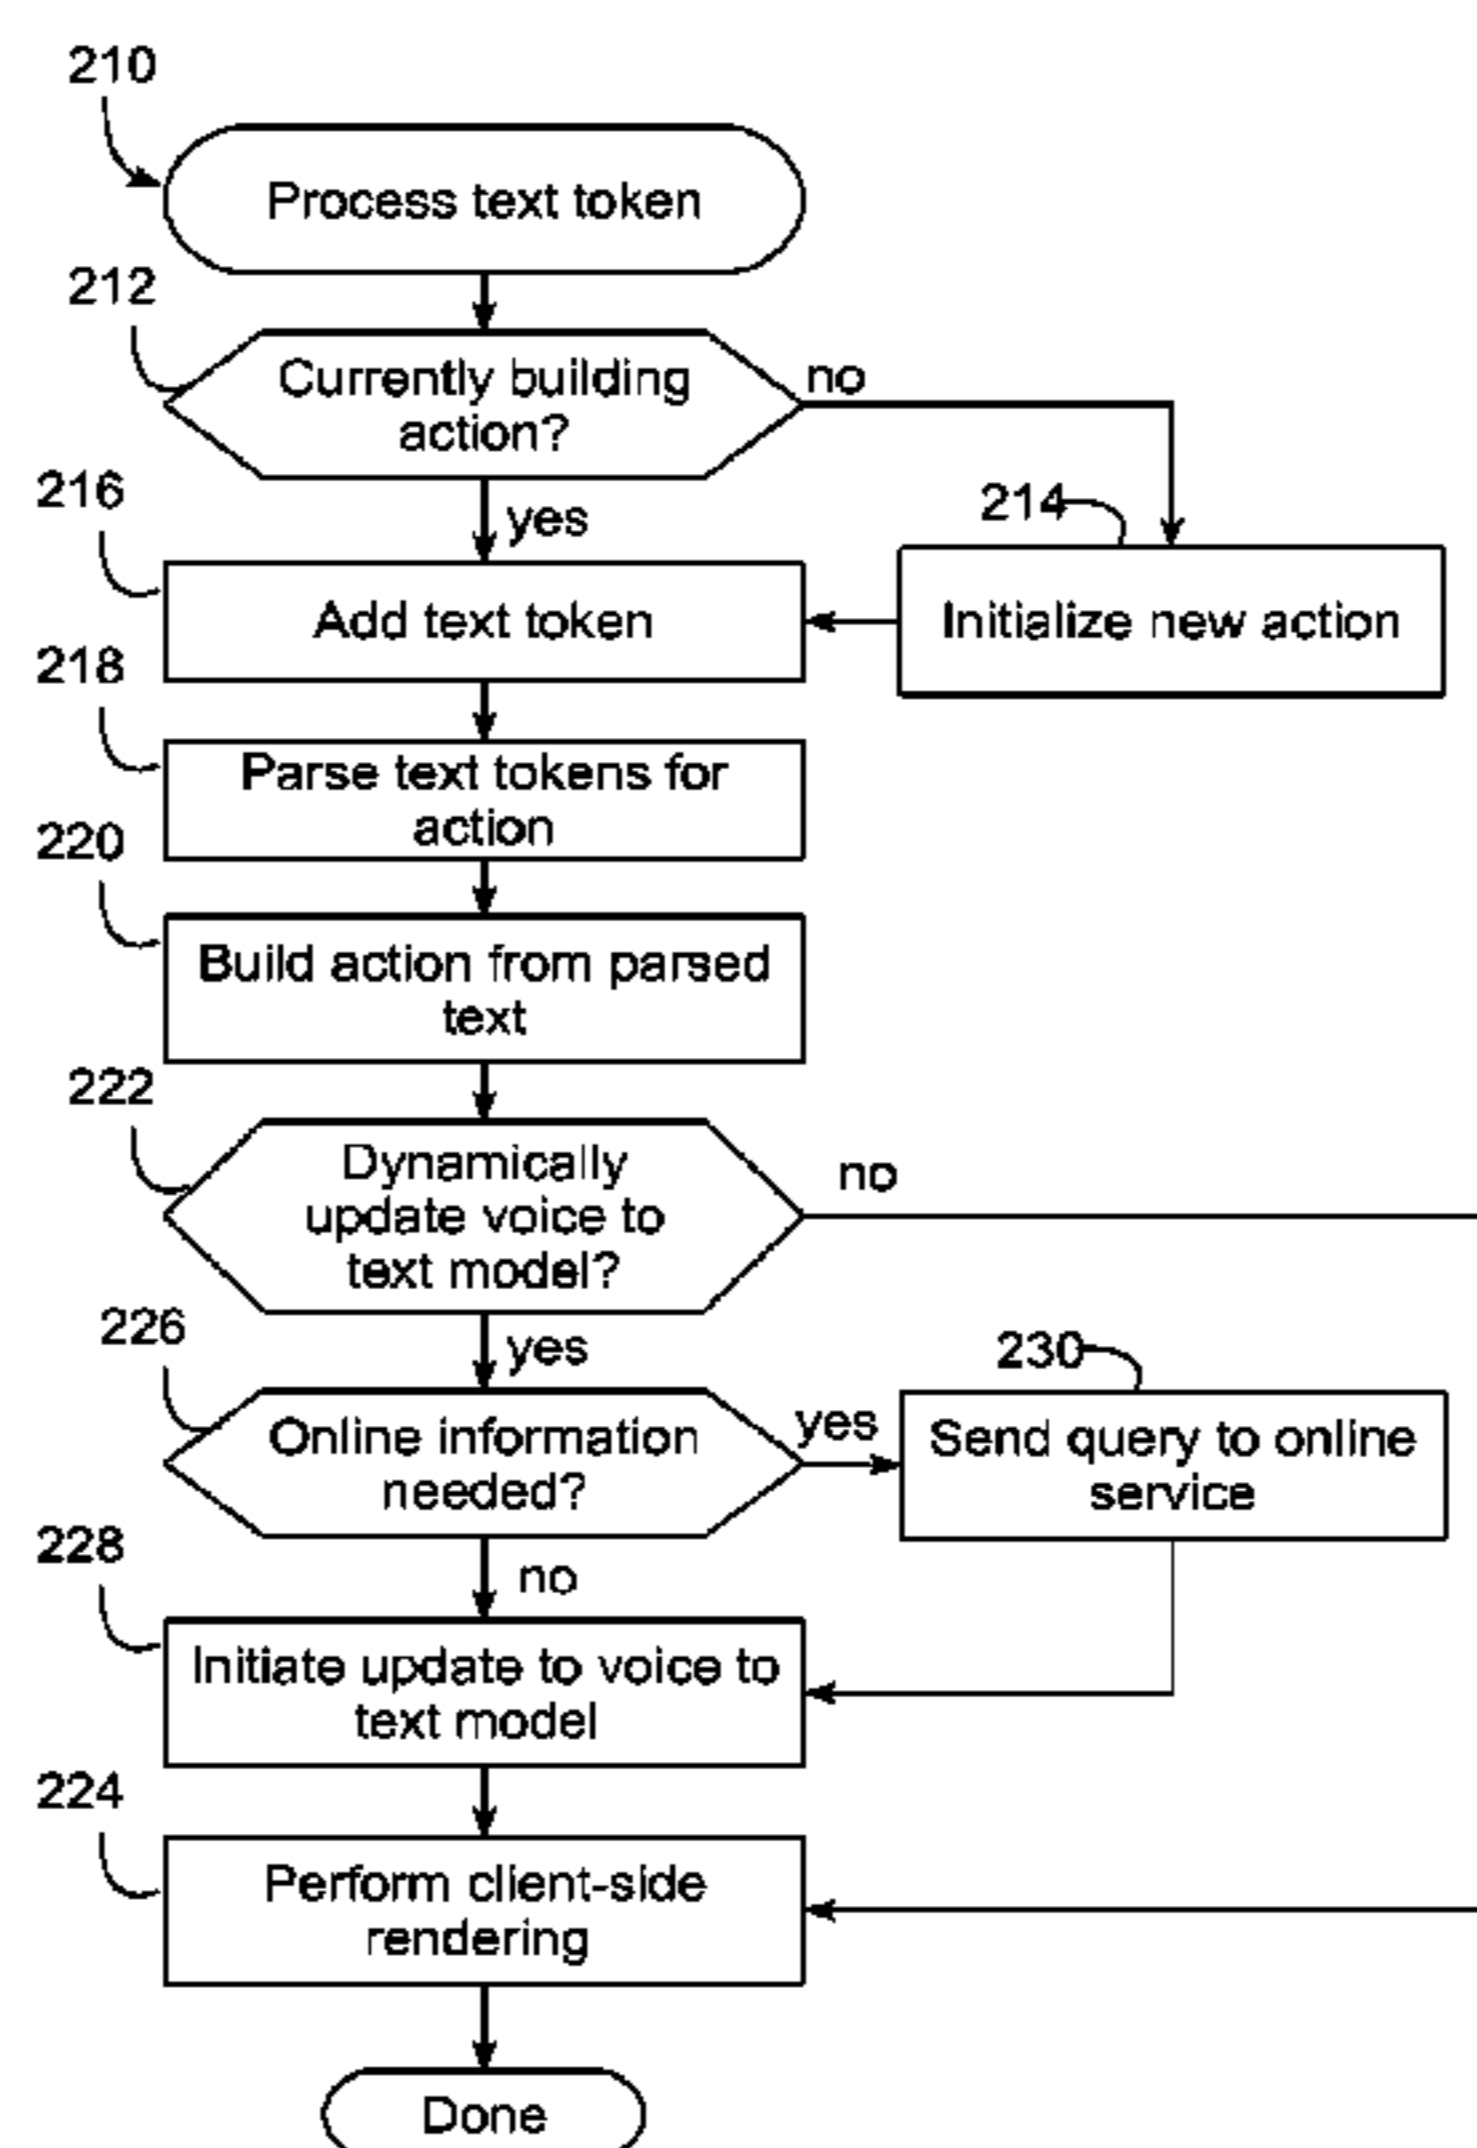 210
Process text token
212
Currently building
action?
no
216
yes
214
Add text token
Initialize new action
218
Parse text tokens for
action
220
Build action from parsed
text
222
Dynamically
update voice to
text model?
no
226
yes
230
Online information
needed?
yes
Send query to online
service
228
no
Initiate update to voice to
text model
224
Perform client-side
rendering
Done